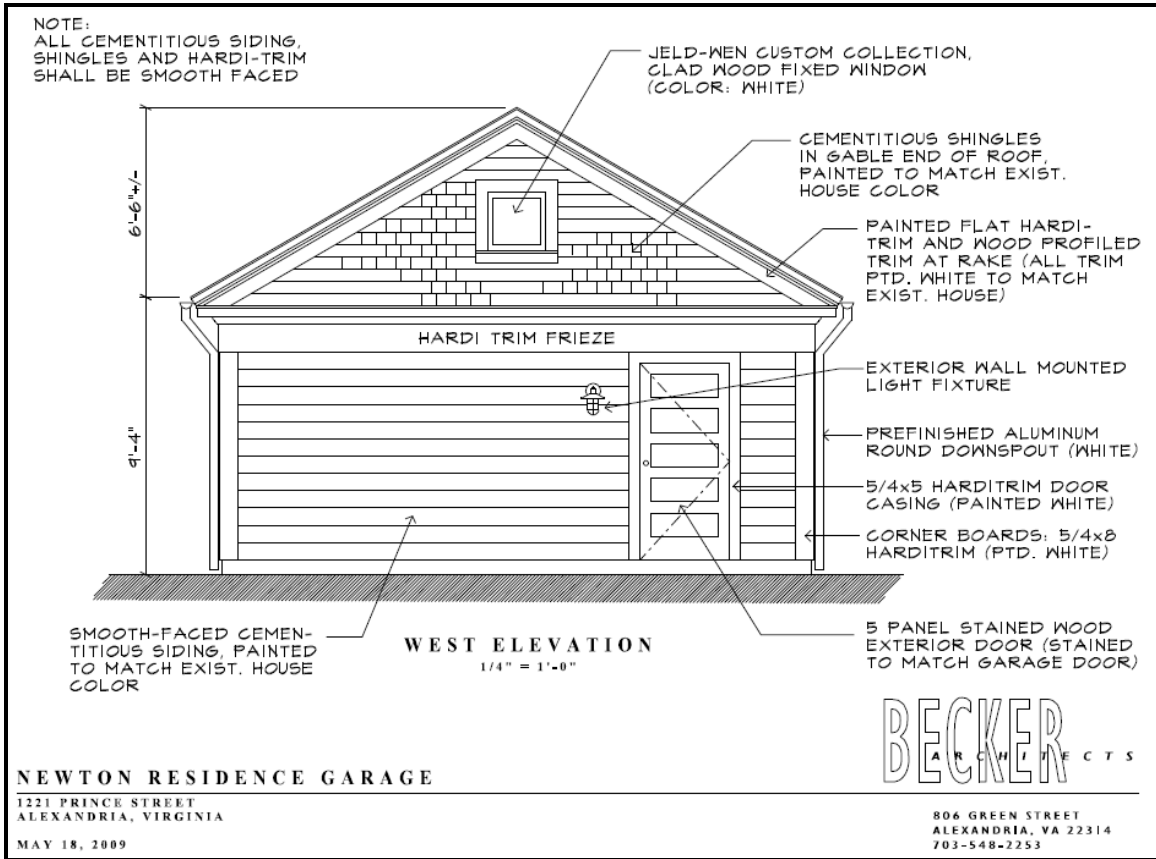 NOTE:
ALL CEMENTITIOUS SIDING,
SHINGLES AND HARDI-TRIM
SHALL BE SMOOTH FACED
JELD-WEN CUSTOM COLLECTION,
CLAD WOOD FIXED WINDOW
(COLOR: WHITE)
CEMENTITIOUS SHINGLES
IN GABLE END OF ROOF,
PAINTED TO MATCH EXIST.
HOUSE COLOR
6'-6"+/-
PAINTED FLAT HARDI-
TRIM AND WOOD PROFILED
TRIM AT RAKE (ALL TRIM
PTD. WHITE TO MATCH
EXIST. HOUSE)
HARDI TRIM FRIEZE
EXTERIOR WALL MOUNTED
LIGHT FIXTURE
9'-4"
PREFINISHED ALUMINUM
ROUND DOWNSPOUT (WHITE)
5/4x5 HARDITRIM DOOR
CASING (PAINTED WHITE)
CORNER BOARDS: 5/4x8
HARDITRIM (PTD. WHITE)
SMOOTH-FACED CEMEN-
TITIOUS SIDING, PAINTED
TO MATCH EXIST. HOUSE
COLOR
WEST ELEVATION
1/4" = 1'-0"
5 PANEL STAINED WOOD
EXTERIOR DOOR (STAINED
TO MATCH GARAGE DOOR)
BECKER
ARCHITECTS
NEWTON RESIDENCE GARAGE
1221 PRINCE STREET
ALEXANDRIA, VIRGINIA
MAY 18, 2009
806 GREEN STREET
ALEXANDRIA, VA 22314
703-548-2253